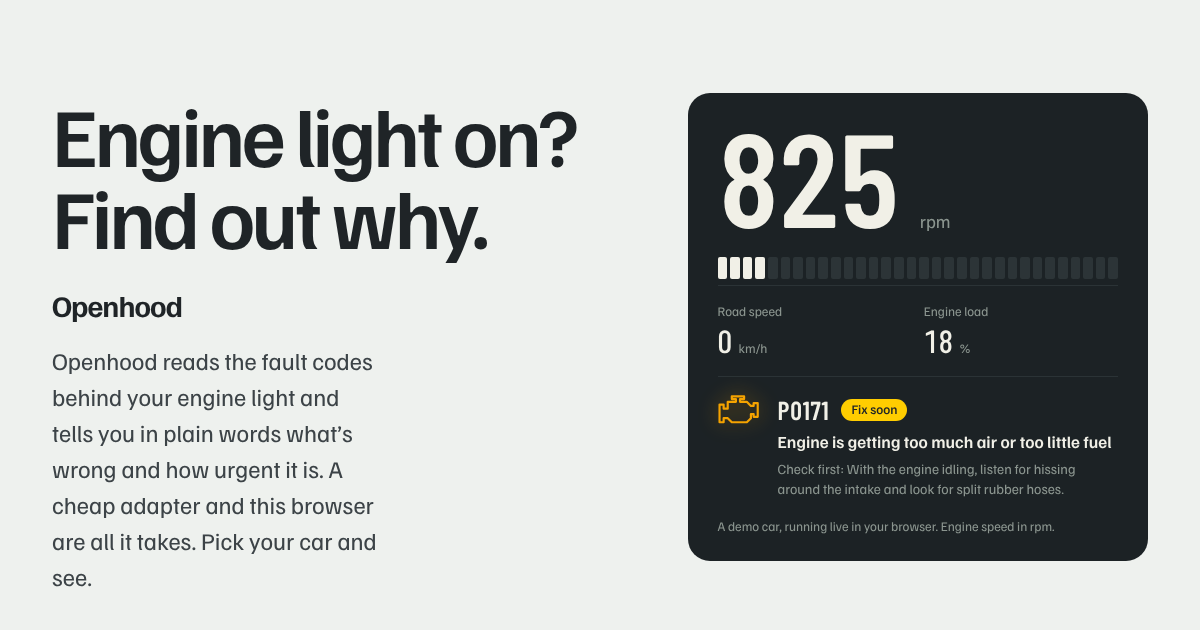 Engine light on?
Find out why.
Openhood
Openhood reads the fault codes
behind your engine light and
tells you in plain words what’s
wrong and how urgent it is. A
cheap adapter and this browser
are all it takes. Pick your car and
see.
825 rpm
Road speed
0 km/h
Engine load
18 %
P0171 Fix soon
Engine is getting too much air or too little fuel
Check first: With the engine idling, listen for hissing
around the intake and look for split rubber hoses.
A demo car, running live in your browser. Engine speed in rpm.